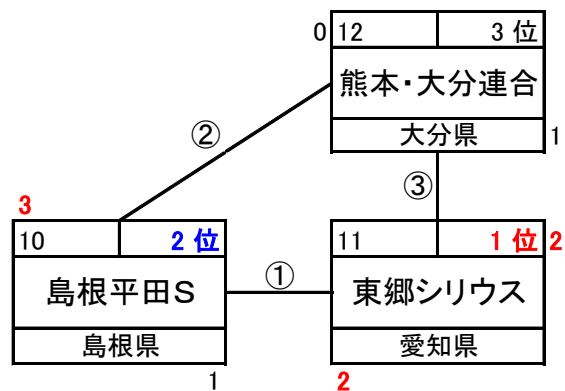 0 12 3 位
熊本・大分連合
大分県 1
②
③
3
10 2 位
11 1 位 2
島根平田S
①
東郷シリウス
島根県
愛知県
1
2